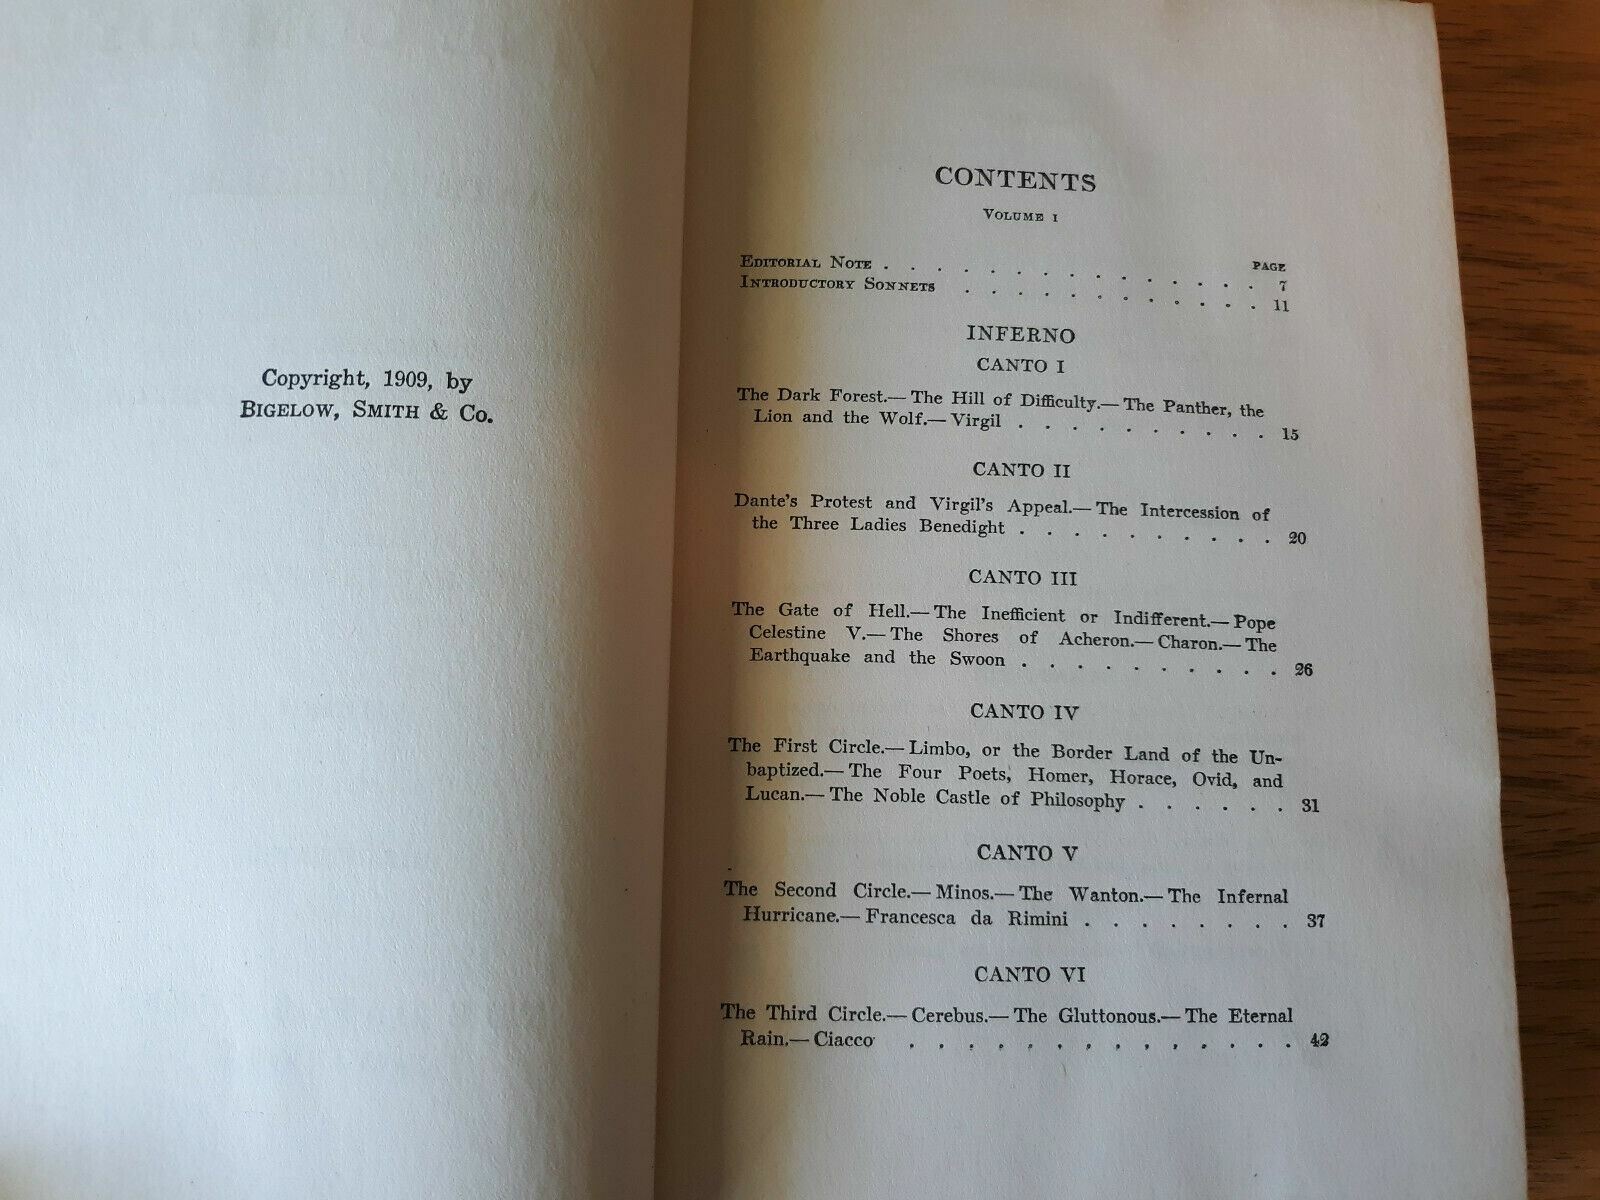 Copyright, 1909, by
BIGELOW, SMITH & Co.
CONTENTS
VOLUME I
PAGE
EDITORIAL NOTE . . . . . . . . . . . . . . 7
INTRODUCTORY SONNETS . . . . . . . . . . . . 11
INFERNO
CANTO I
The Dark Forest.— The Hill of Difficulty.— The Panther, the
Lion and the Wolf.— Virgil . . . . . . . . . . 15
CANTO II
Dante's Protest and Virgil's Appeal.— The Intercession of
the Three Ladies Benedight . . . . . . . . . . 20
CANTO III
The Gate of Hell.— The Inefficient or Indifferent.— Pope
Celestine V.— The Shores of Acheron.— Charon.— The
Earthquake and the Swoon . . . . . . . . . . 26
CANTO IV
The First Circle.— Limbo, or the Border Land of the Un-
baptized.— The Four Poets, Homer, Horace, Ovid, and
Lucan.— The Noble Castle of Philosophy . . . . . . 31
CANTO V
The Second Circle.— Minos.— The Wanton.— The Infernal
Hurricane.— Francesca da Rimini . . . . . . . . 37
CANTO VI
The Third Circle.— Cerebus.— The Gluttonous.— The Eternal
Rain.— Ciacco . . . . . . . . . . . . . . 42